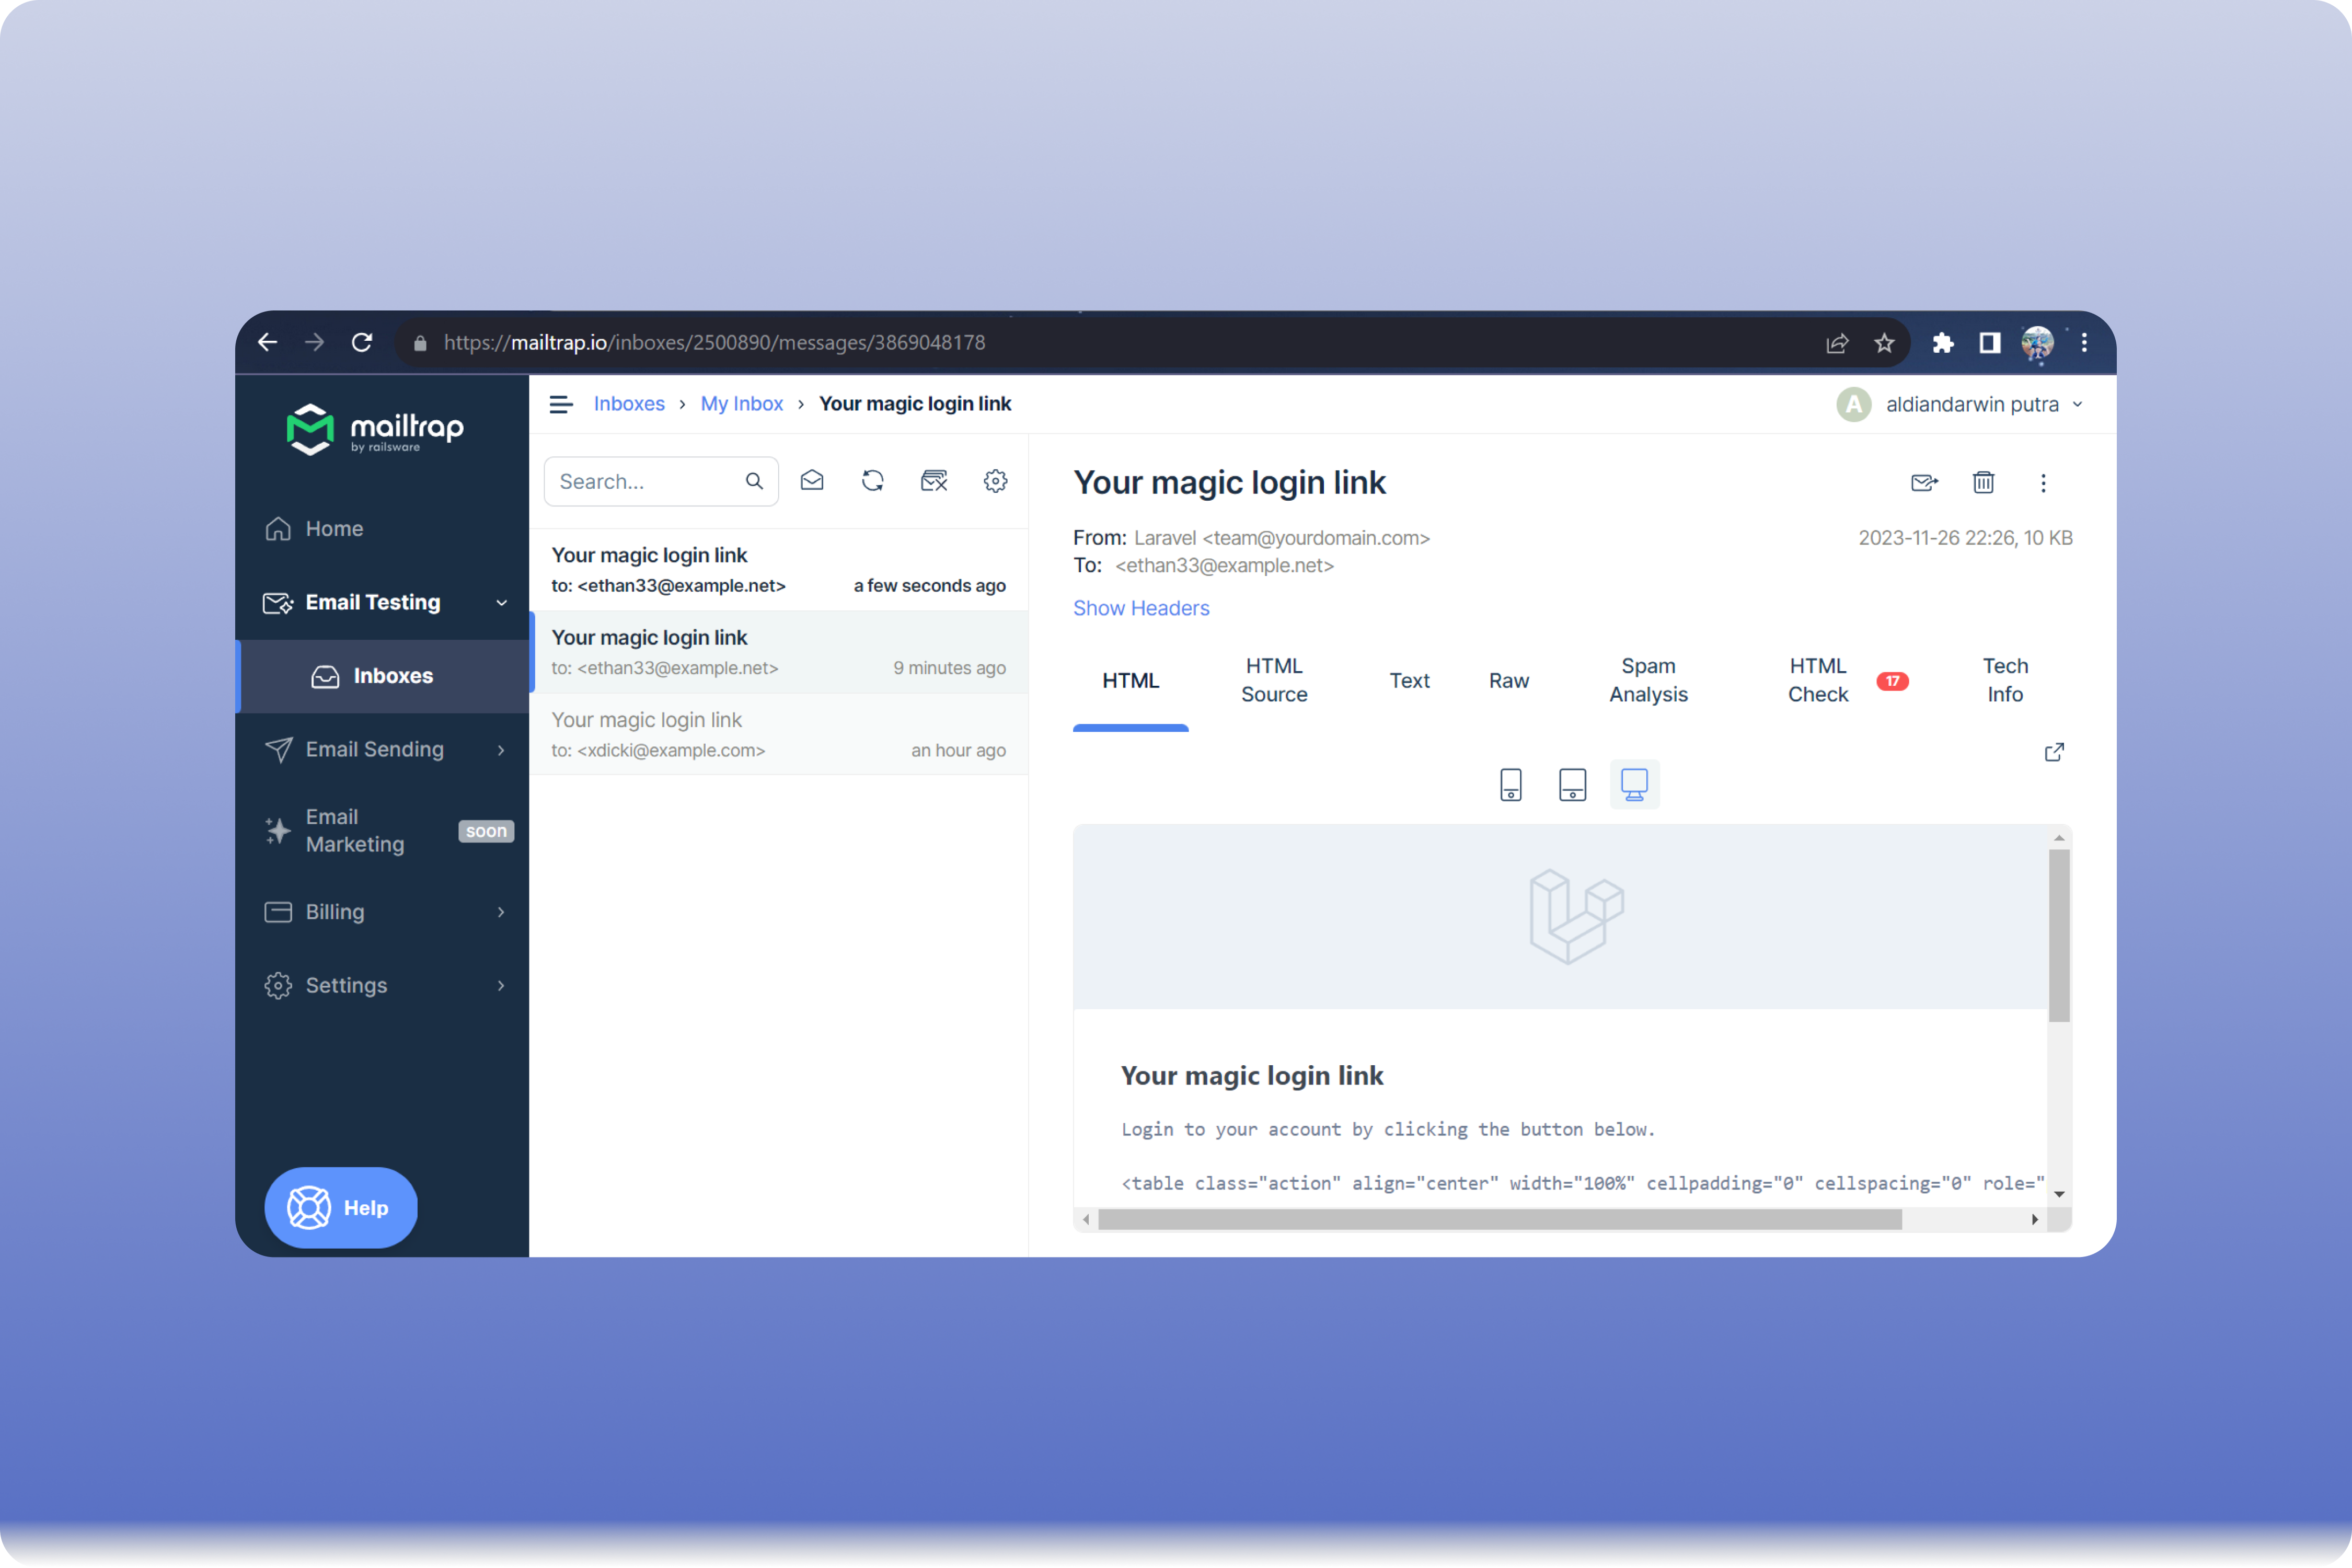 https://mailtrap.io/inboxes/2500890/messages/3869048178
mailtrap
by railsware
Home
Email Testing
Inboxes
Email Sending
Email
Marketing
soon
Billing
Settings
Help
Inboxes › My Inbox › Your magic login link
A aldiandarwin putra
Search...
Your magic login link
to: <ethan33@example.net> a few seconds ago
Your magic login link
to: <ethan33@example.net> 9 minutes ago
Your magic login link
to: <xdicki@example.com> an hour ago
Your magic login link
From: Laravel <team@yourdomain.com> 2023-11-26 22:26, 10 KB
To: <ethan33@example.net>
Show Headers
HTML
HTML
Source
Text
Raw
Spam
Analysis
HTML
Check
17
Tech
Info
Your magic login link
Login to your account by clicking the button below.
<table class="action" align="center" width="100%" cellpadding="0" cellspacing="0" role="